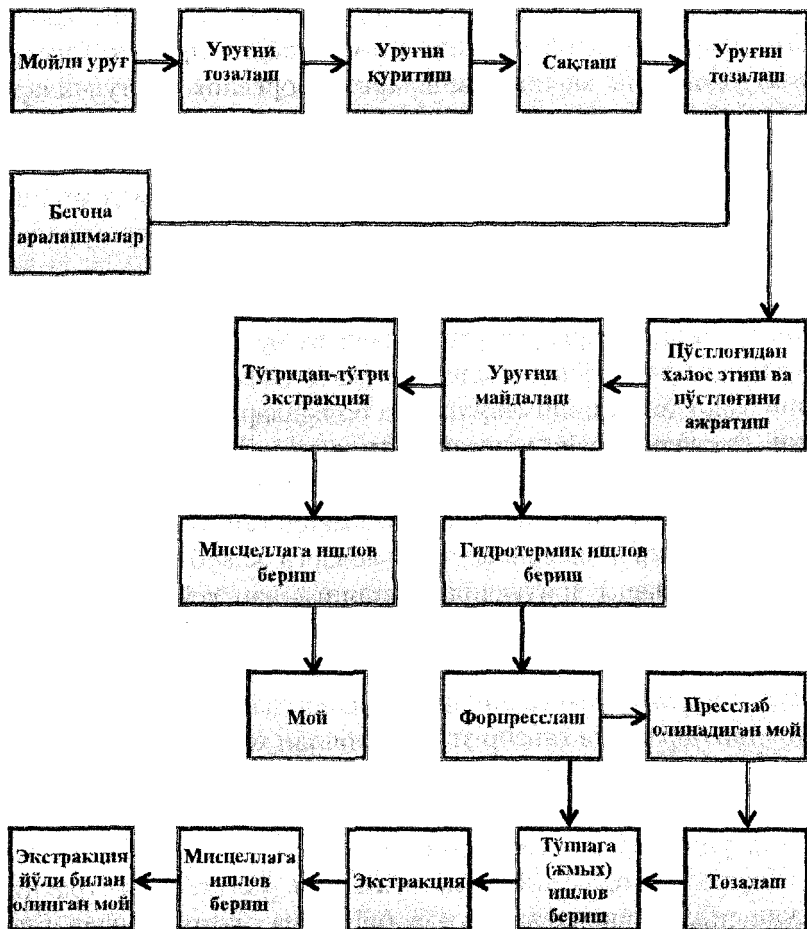 Мойли уруғ
Уруғни
тозалаш
Уруғни
қуритиш
Сақлаш
Уруғни
тозалаш
Бегона
аралашмалар
Тўғридан-тўғри
экстракция
Уруғни
майдалаш
Пўстлоғидан
халос этиш ва
пўстлоғини
ажратиш
Мисцеллага ишлов
бериш
Гидротермик ишлов
бериш
Мой
Форпресслаш
Пресслаб
олинадиган мой
Экстракция
йўли билан
олинган мой
Мисцеллага
ишлов
бериш
Экстракция
Тўппага
(жмых)
ишлов
бериш
Тозалаш